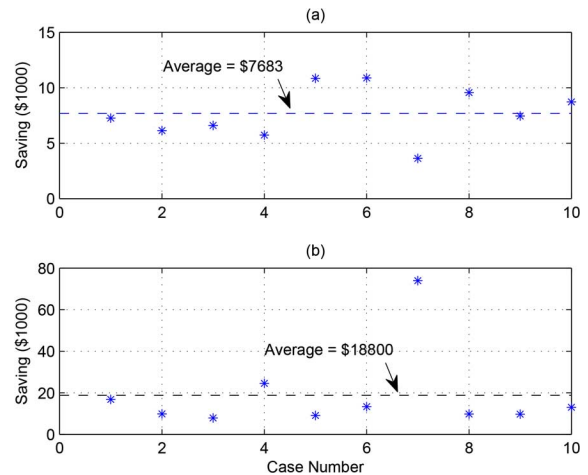 (a)
15
Average = $7683
10
Saving ($1000)
5
0
0 2 4 6 8 10
(b)
80
60
Saving ($1000)
40
Average = $18800
20
0
0 2 4 6 8 10
Case Number